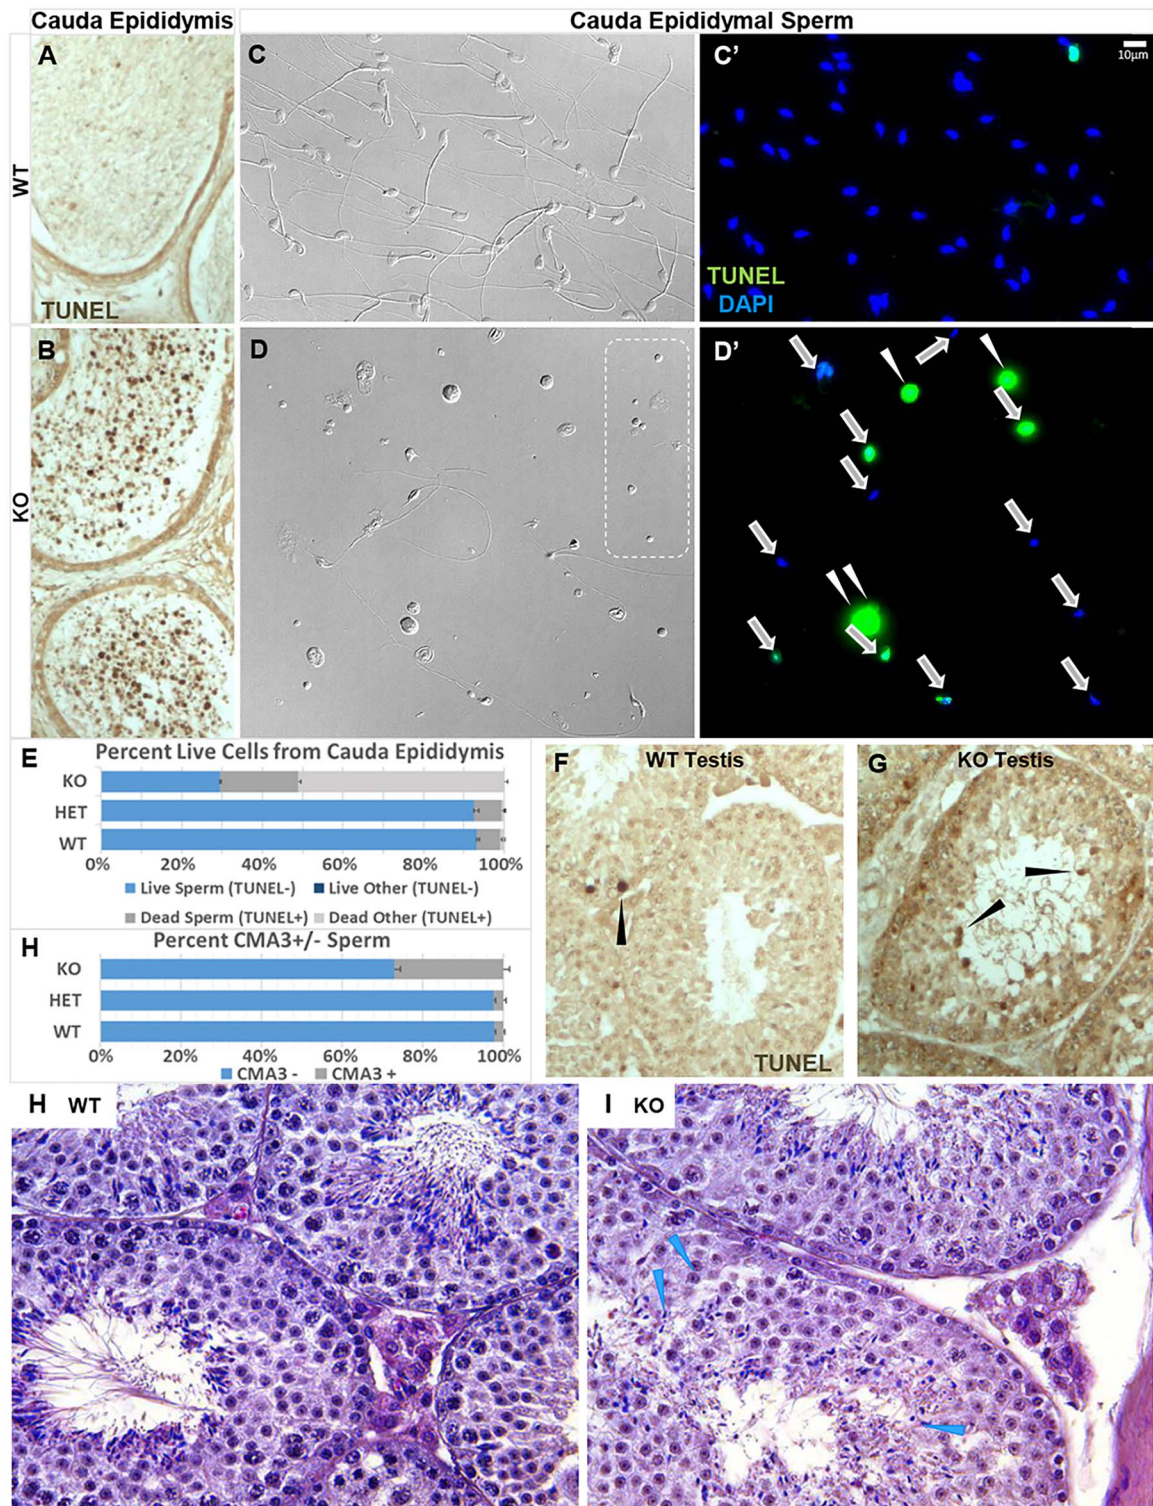 Cauda Epididymis
Cauda Epididymal Sperm
WT
A
TUNEL
C
C’
10µm
TUNEL
DAPI
KO
B
D
D’
E
Percent Live Cells from Cauda Epididymis
KO
HET
WT
0% 20% 40% 60% 80% 100%
Live Sperm (TUNEL-) Live Other (TUNEL-)
Dead Sperm (TUNEL+) Dead Other (TUNEL+)
H
Percent CMA3+/- Sperm
KO
HET
WT
0% 20% 40% 60% 80% 100%
CMA3 - CMA3 +
F WT Testis
TUNEL
G KO Testis
H WT
I KO